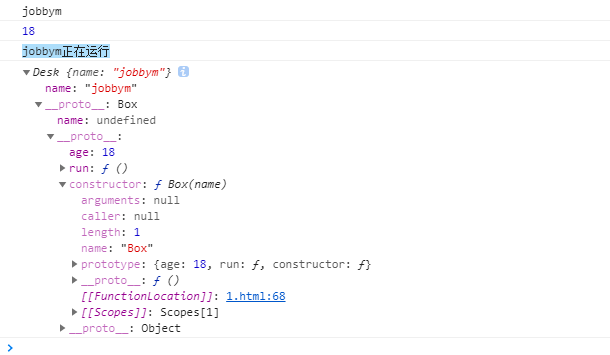 jobbym
18
jobbym正在运行
▼Desk {name: "jobbym"} i
name: "jobbym"
▼__proto__: Box
name: undefined
▼__proto__:
age: 18
▶run: ƒ ()
▼constructor: ƒ Box(name)
arguments: null
caller: null
length: 1
name: "Box"
▶prototype: {age: 18, run: ƒ, constructor: ƒ}
▶__proto__: ƒ ()
[[FunctionLocation]]: 1.html:68
▶[[Scopes]]: Scopes[1]
▶__proto__: Object
>